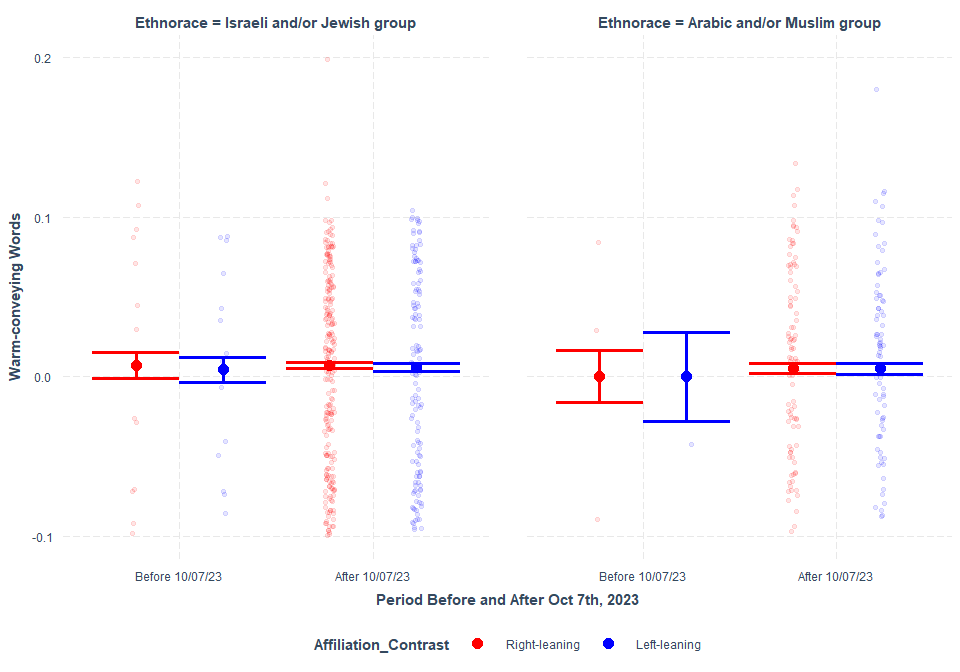 Ethnorace = Israeli and/or Jewish group
Ethnorace = Arabic and/or Muslim group
Warm-conveying Words
0.2
0.1
0.0
-0.1
Before 10/07/23
After 10/07/23
Before 10/07/23
After 10/07/23
Period Before and After Oct 7th, 2023
Affiliation_Contrast
Right-leaning
Left-leaning